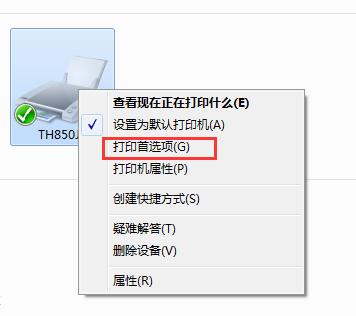 TH850J
查看现在正在打印什么(E)
设置为默认打印机(A)
打印首选项(G)
打印机属性(P)
创建快捷方式(S)
疑难解答(T)
删除设备(V)
属性(R)